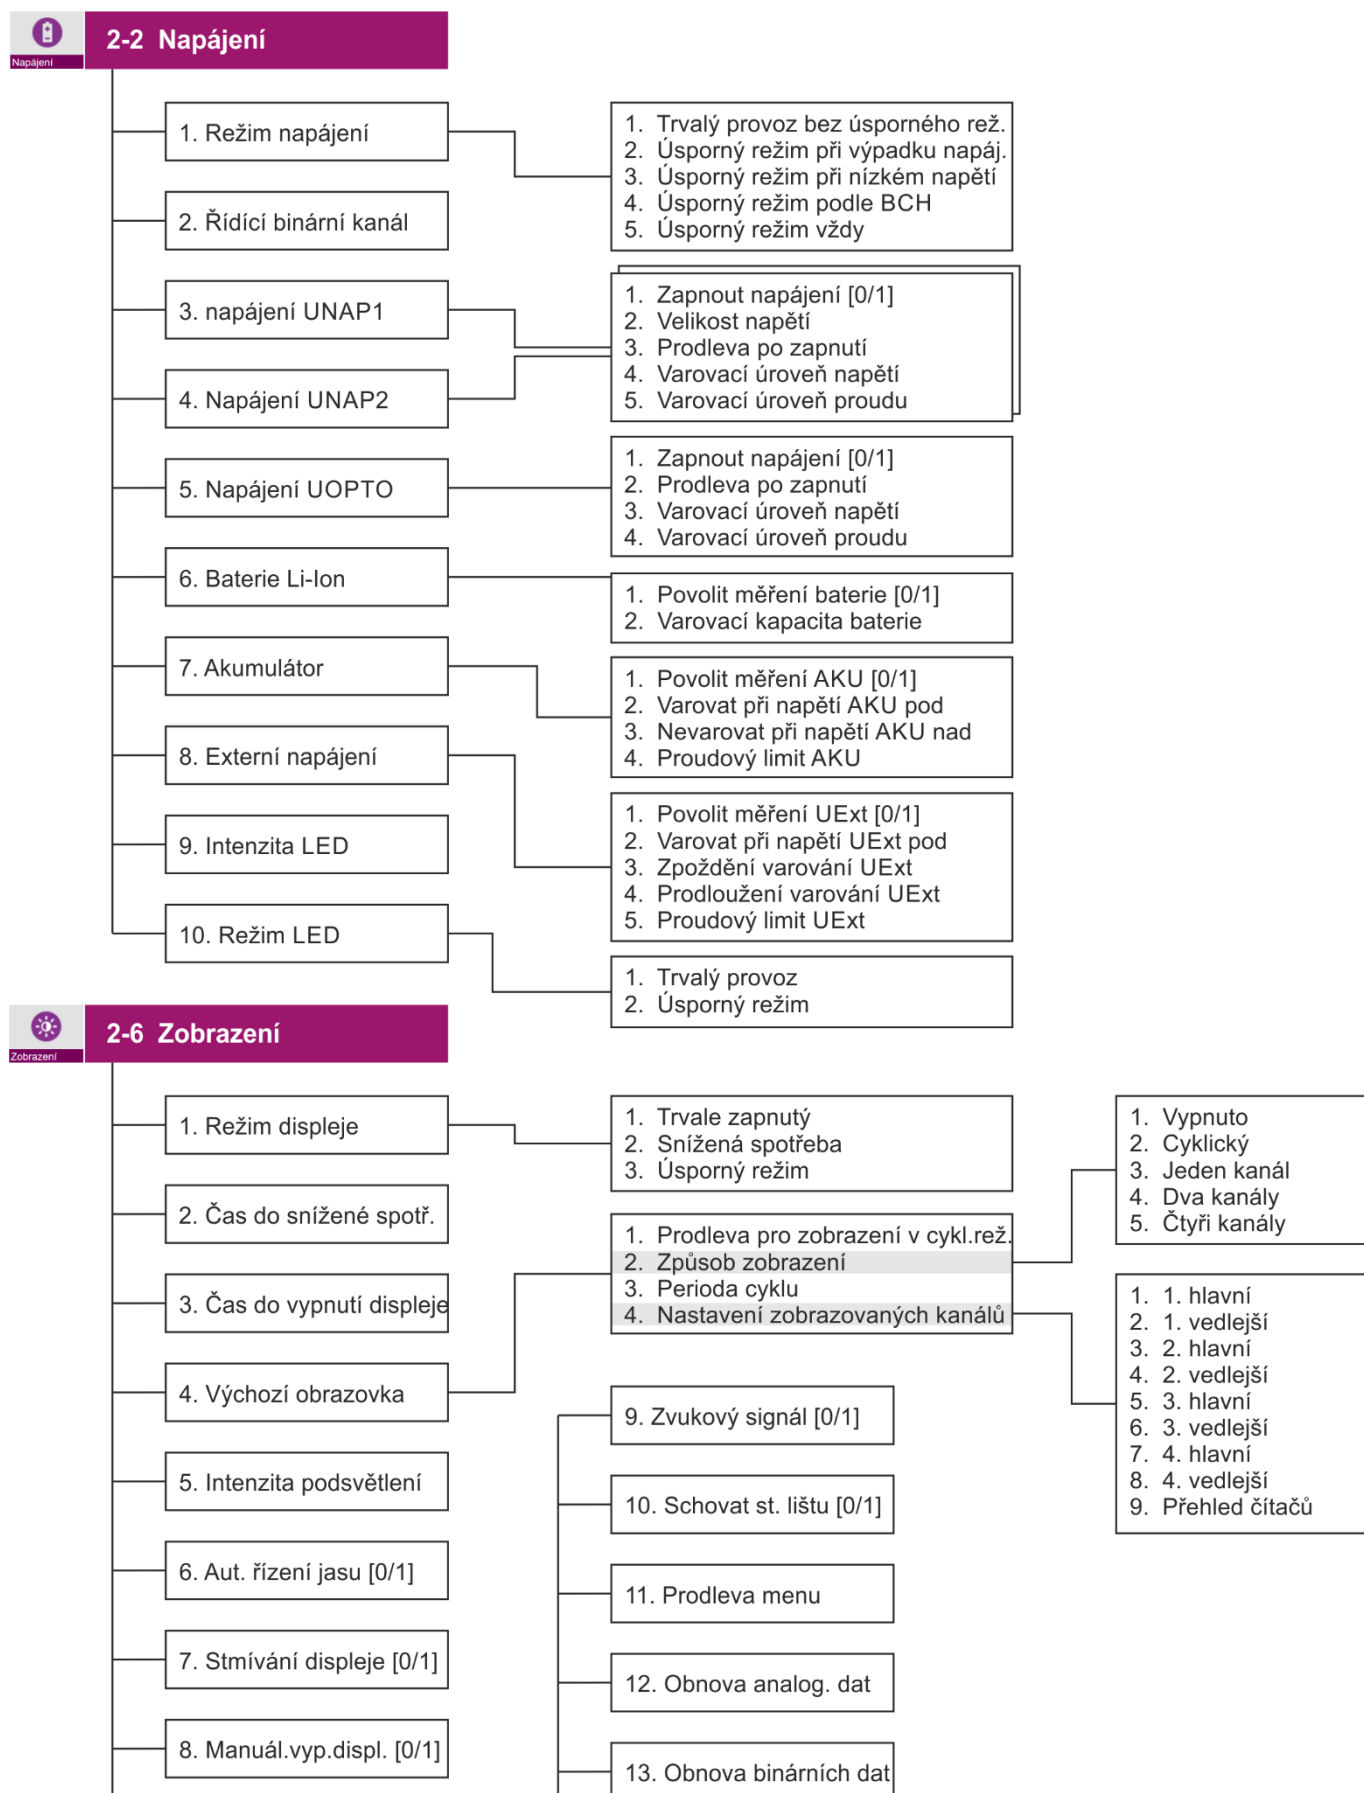 2-2 Napájení
Napájení
1. Režim napájení
1. Trvalý provoz bez úsporného rež.
2. Úsporný režim při výpadku napáj.
3. Úsporný režim při nízkém napětí
4. Úsporný režim podle BCH
5. Úsporný režim vždy
2. Řídící binární kanál
3. napájení UNAP1
4. Napájení UNAP2
1. Zapnout napájení [0/1]
2. Velikost napětí
3. Prodleva po zapnutí
4. Varovací úroveň napětí
5. Varovací úroveň proudu
5. Napájení UOPTO
1. Zapnout napájení [0/1]
2. Prodleva po zapnutí
3. Varovací úroveň napětí
4. Varovací úroveň proudu
6. Baterie Li-Ion
1. Povolit měření baterie [0/1]
2. Varovací kapacita baterie
7. Akumulátor
1. Povolit měření AKU [0/1]
2. Varovat při napětí AKU pod
3. Nevarovat při napětí AKU nad
4. Proudový limit AKU
8. Externí napájení
1. Povolit měření UExt [0/1]
2. Varovat při napětí UExt pod
3. Zpoždění varování UExt
4. Prodloužení varování UExt
5. Proudový limit UExt
9. Intenzita LED
10. Režim LED
1. Trvalý provoz
2. Úsporný režim
2-6 Zobrazení
Zobrazení
1. Režim displeje
1. Trvale zapnutý
2. Snížená spotřeba
3. Úsporný režim
2. Čas do snížené spotř.
3. Čas do vypnutí displeje
4. Výchozí obrazovka
1. Prodleva pro zobrazení v cykl.rež.
2. Způsob zobrazení
3. Perioda cyklu
4. Nastavení zobrazovaných kanálů
1. Vypnuto
2. Cyklický
3. Jeden kanál
4. Dva kanály
5. Čtyři kanály
1. 1. hlavní
2. 1. vedlejší
3. 2. hlavní
4. 2. vedlejší
5. 3. hlavní
6. 3. vedlejší
7. 4. hlavní
8. 4. vedlejší
9. Přehled čítačů
5. Intenzita podsvětlení
6. Aut. řízení jasu [0/1]
7. Stmívání displeje [0/1]
8. Manuál.vyp.displ. [0/1]
9. Zvukový signál [0/1]
10. Schovat st. lištu [0/1]
11. Prodleva menu
12. Obnova analog. dat
13. Obnova binárních dat